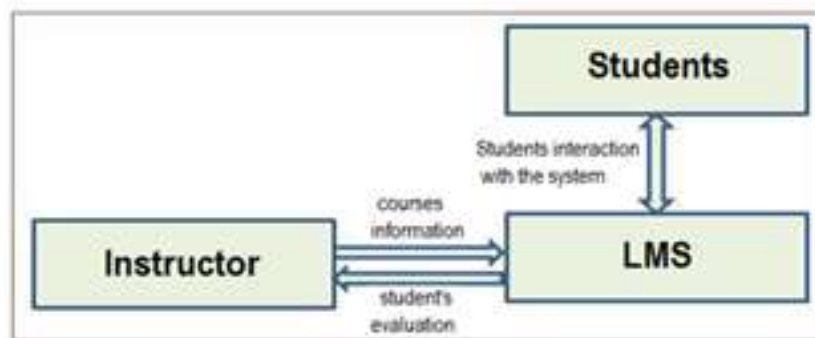 Students
Students interaction
with the system
courses
information
Instructor
LMS
student's
evaluation